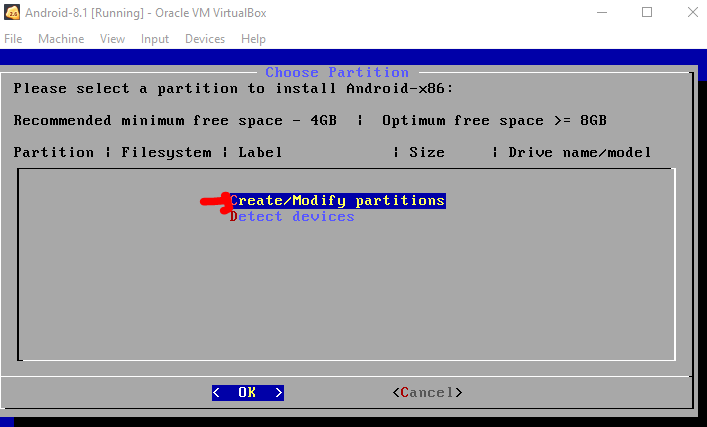 Android-8.1 [Running] - Oracle VM VirtualBox
File Machine View Input Devices Help
Choose Partition
Please select a partition to install Android-x86:
Recommended minimum free space - 4GB | Optimum free space >= 8GB
Partition | Filesystem | Label | Size | Drive name/model
Create/Modify partitions
Detect devices
< OK > <Cancel>